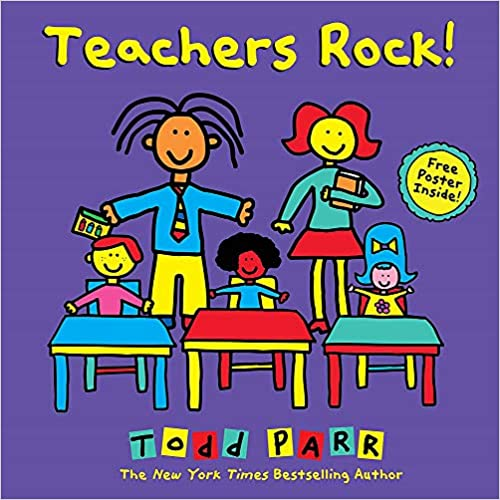 Teachers Rock!
Free
Poster
Inside!
TODD PARR
The New York Times Bestselling Author